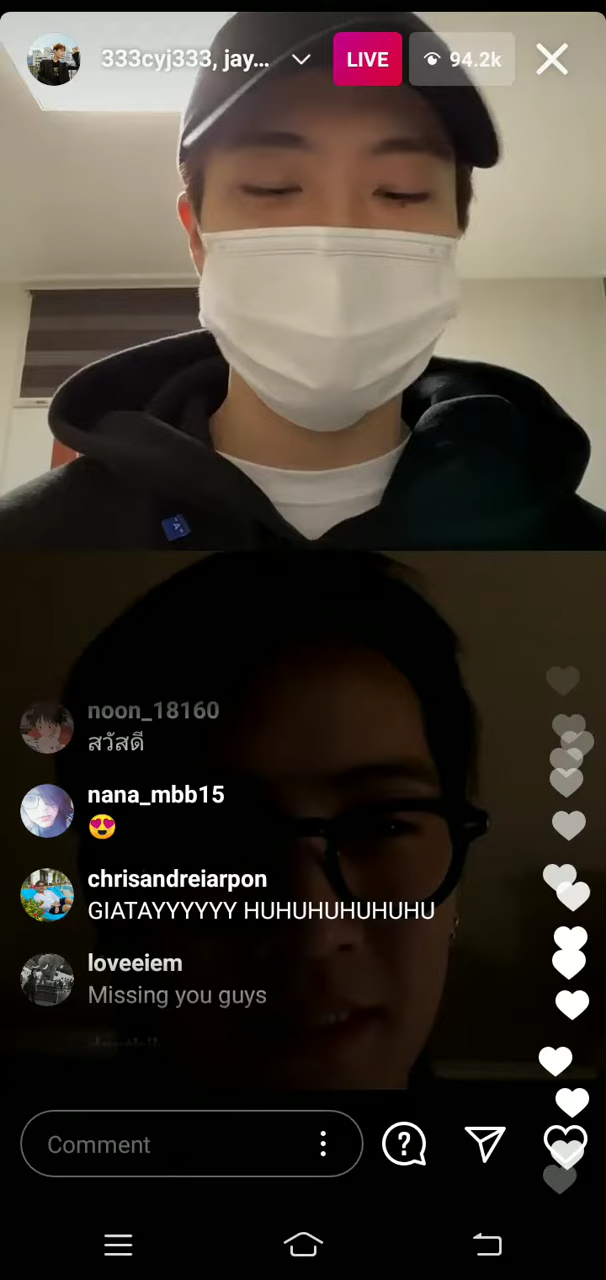 333cyj333, jay...
LIVE
94.2k
noon_18160
สวัสดี
nana_mbb15
😍
chrisandreiarpon
GIATAYYYYYY HUHUHUHUHUHU
loveeiem
Missing you guys
Comment